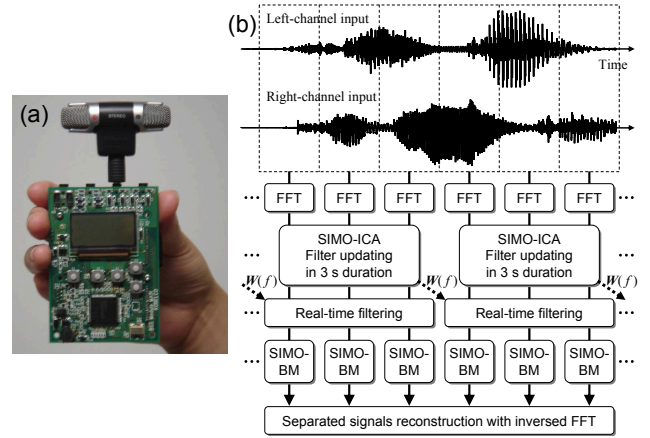 (a)
STEREO
(b)
Left-channel input
Time
Right-channel input
... FFT FFT FFT FFT FFT FFT ...
... SIMO-ICA Filter updating in 3 s duration SIMO-ICA Filter updating in 3 s duration ...
W(f) W(f) W(f)
... Real-time filtering Real-time filtering ...
... SIMO-BM SIMO-BM SIMO-BM SIMO-BM SIMO-BM SIMO-BM ...
Separated signals reconstruction with inversed FFT